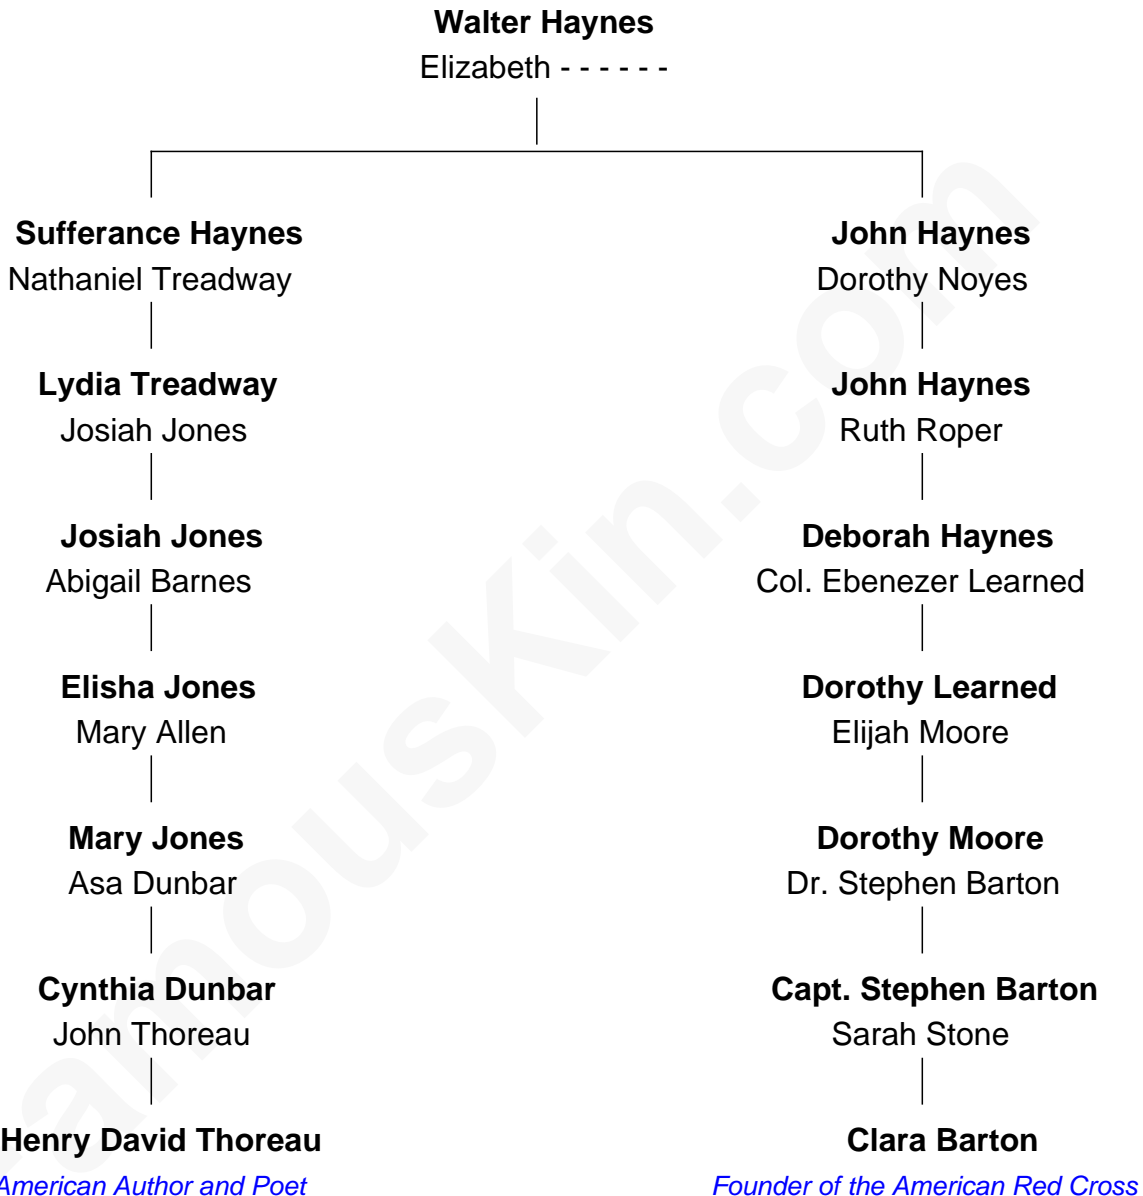 Walter Haynes
Elizabeth - - - - - -
Sufferance Haynes
Nathaniel Treadway
Lydia Treadway
Josiah Jones
Josiah Jones
Abigail Barnes
Elisha Jones
Mary Allen
Mary Jones
Asa Dunbar
Cynthia Dunbar
John Thoreau
Henry David Thoreau
American Author and Poet
John Haynes
Dorothy Noyes
John Haynes
Ruth Roper
Deborah Haynes
Col. Ebenezer Learned
Dorothy Learned
Elijah Moore
Dorothy Moore
Dr. Stephen Barton
Capt. Stephen Barton
Sarah Stone
Clara Barton
Founder of the American Red Cross
famouskin.com